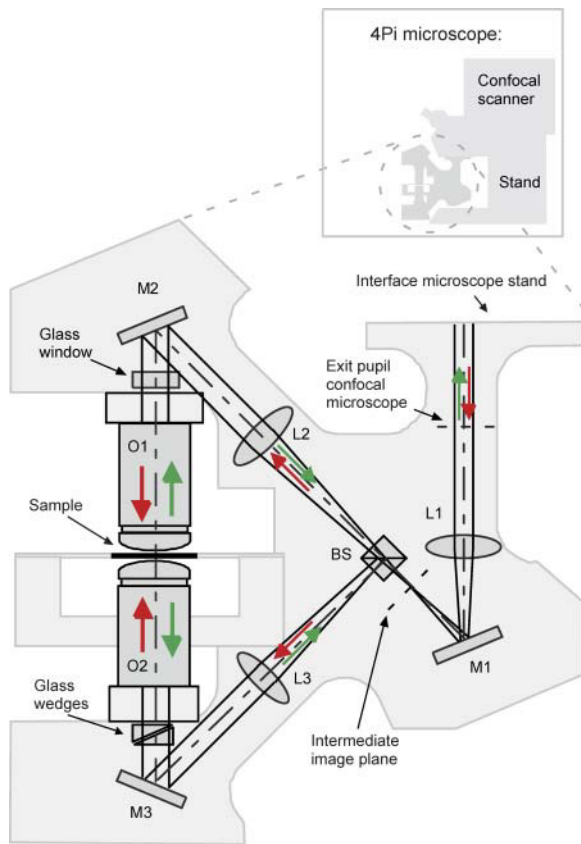 4Pi microscope:
Confocal
scanner
Stand
Interface microscope stand
M2
Glass
window
Exit pupil
confocal
microscope
L2
O1
L1
Sample
BS
O2
M1
L3
Glass
wedges
Intermediate
image plane
M3